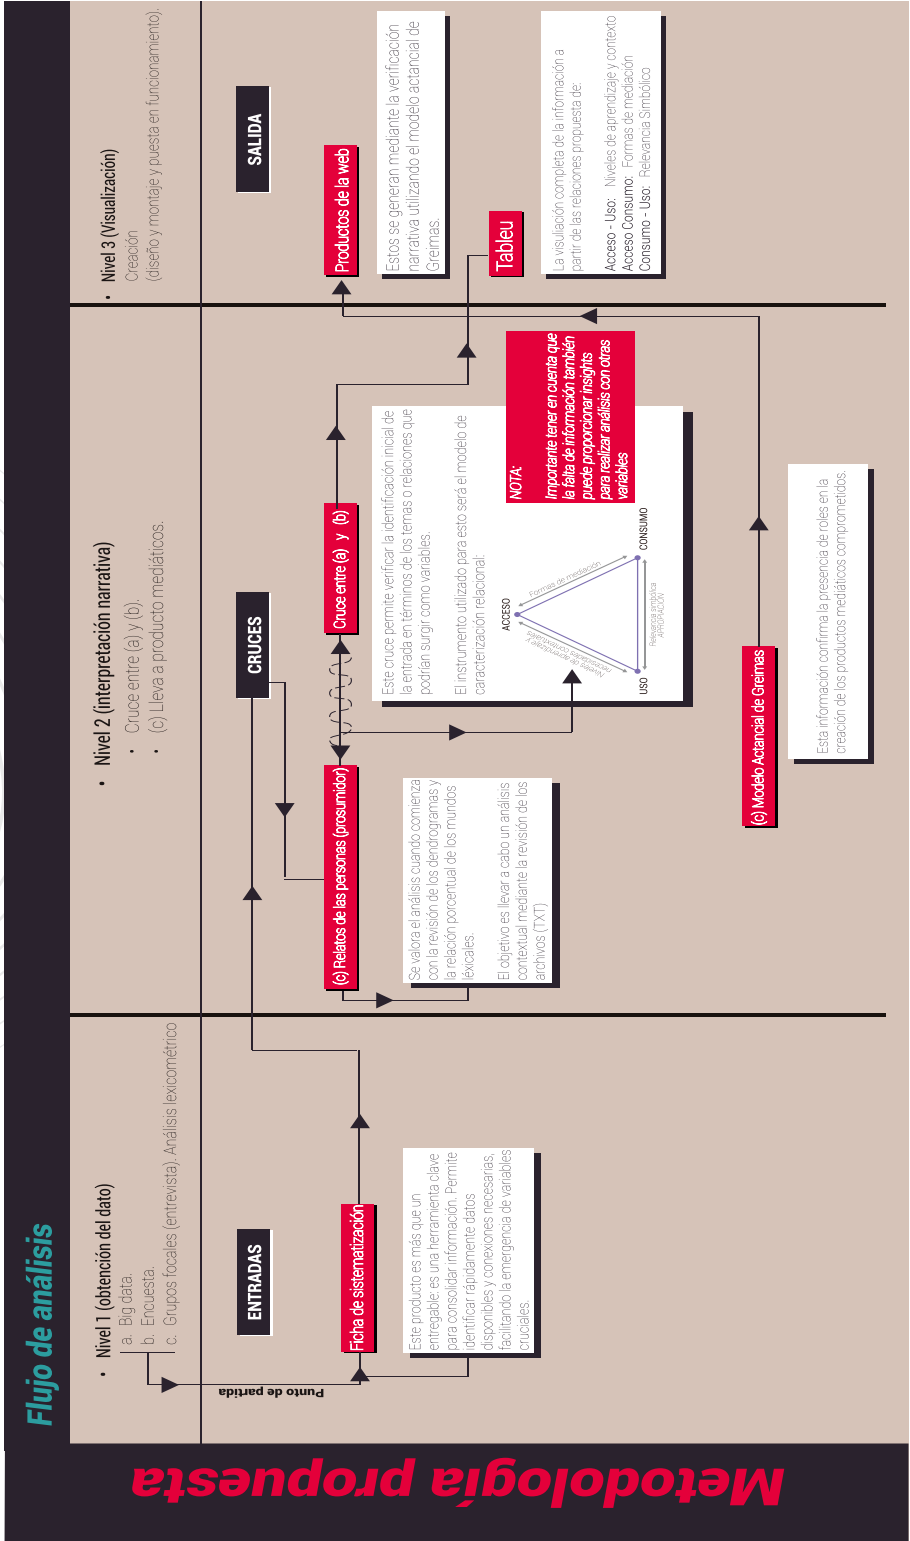 Metodología propuesta
Flujo de análisis
• Nivel 1 (obtención del dato)
a. Big data.
b. Encuesta.
c. Grupos focales (entrevista). Análisis lexicométrico
• Nivel 2 (interpretación narrativa)
• Cruce entre (a) y (b).
• (c) Lleva a producto mediáticos.
• Nivel 3 (Visualización)
Creación
(diseño y montaje y puesta en funcionamiento).
Punto de partida
ENTRADAS
Ficha de sistematización
Este producto es más que un
entregable: es una herramienta clave
para consolidar información. Permite
identificar rápidamente datos
disponibles y conexiones necesarias,
facilitando la emergencia de variables
cruciales.
CRUCES
(c) Relatos de las personas (prosumidor)
Se valora el análisis cuando comienza
con la revisión de los dendrogramas y
la relación porcentual de los mundos
léxicales.
El objetivo es llevar a cabo un análisis
contextual mediante la revisión de los
archivos (TXT)
Cruce entre (a) y (b)
Este cruce permite verificar la identificación inicial de
la entrada en términos de los temas o relaciones que
podrían surgir como variables.
El instrumento utilizado para esto será el modelo de
caracterización relacional:
ACCESO
Niveles de aprendizaje y
necesidades contextuales
Formas de mediación
USO
CONSUMO
Relevancia simbólica
APROPIACIÓN
NOTA:
Importante tener en cuenta que
la falta de información también
puede proporcionar insights
para realizar análisis con otras
variables
(c) Modelo Actancial de Greimas
Esta información confirma la presencia de roles en la
creación de los productos mediáticos comprometidos.
SALIDA
Productos de la web
Estos se generan mediante la verificación
narrativa utilizando el modelo actancial de
Greimas.
Tableu
La visuliación completa de la información a
partir de las relaciones propuesta de:
Acceso - Uso: Niveles de aprendizaje y contexto
Acceso Consumo: Formas de mediación
Consumo - Uso: Relevancia Simbólico